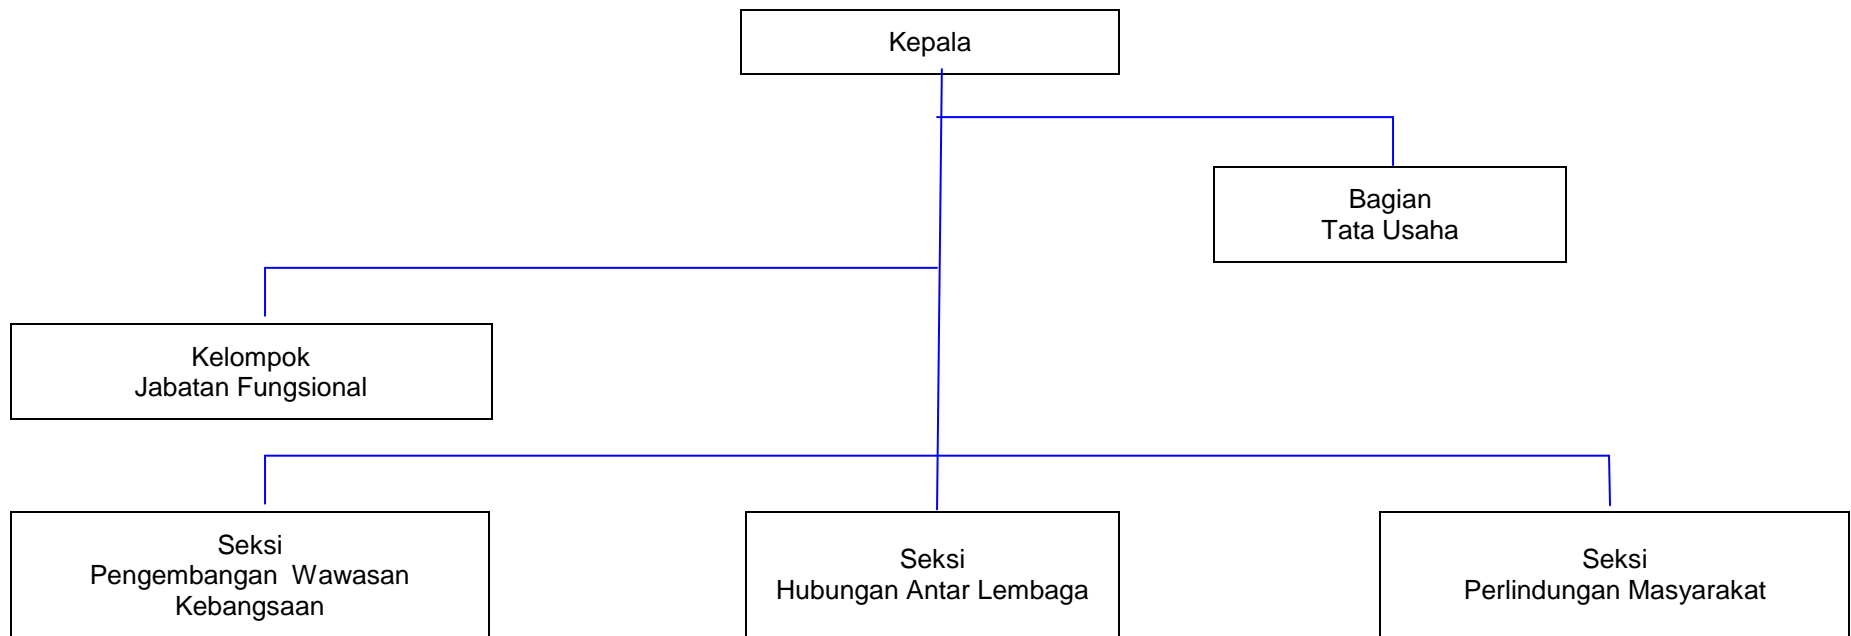 Kepala
Bagian
Tata Usaha
Kelompok
Jabatan Fungsional
Seksi
Pengembangan  Wawasan
Kebangsaan
Seksi
Hubungan Antar Lembaga
Seksi
Perlindungan Masyarakat